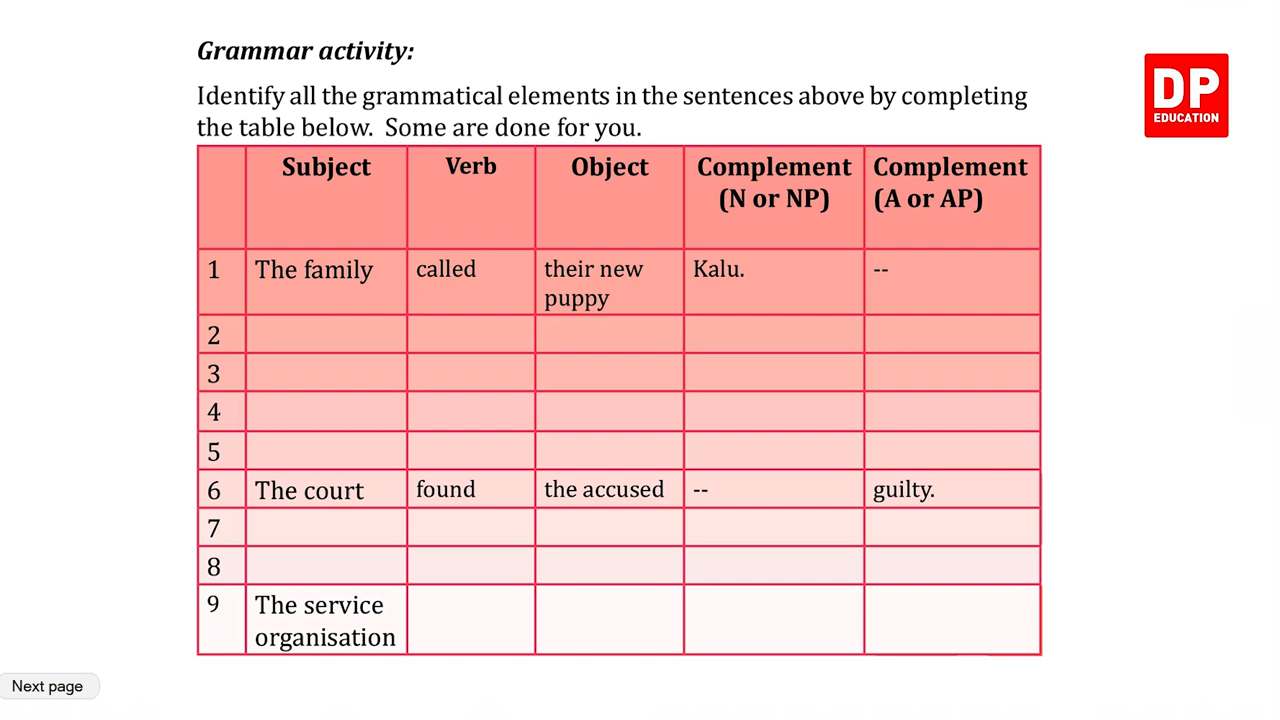 Grammar activity:
DP
EDUCATION
Identify all the grammatical elements in the sentences above by completing
the table below. Some are done for you.
Subject Verb Object Complement (N or NP) Complement (A or AP)
1 The family called their new puppy Kalu. --
2
3
4
5
6 The court found the accused -- guilty.
7
8
9 The service organisation
Next page